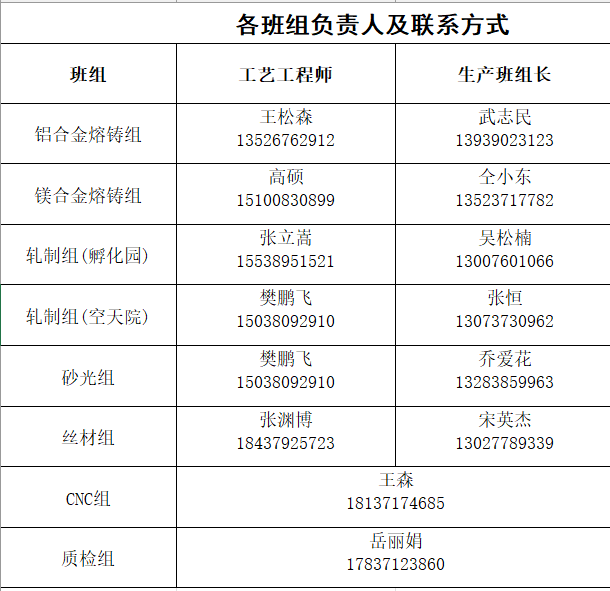 各班组负责人及联系方式
班组 工艺工程师 生产班组长
铝合金熔铸组 王松森 武志民
13526762912 13939023123
镁合金熔铸组 高硕 仝小东
15100830899 13523717782
轧制组(孵化园) 张立嵩 吴松楠
15538951521 13007601066
轧制组(空天院) 樊鹏飞 张恒
15038092910 13073730962
砂光组 樊鹏飞 乔爱花
15038092910 13283859963
丝材组 张渊博 宋英杰
18437925723 13027789339
CNC组 王森
18137174685
质检组 岳丽娟
17837123860